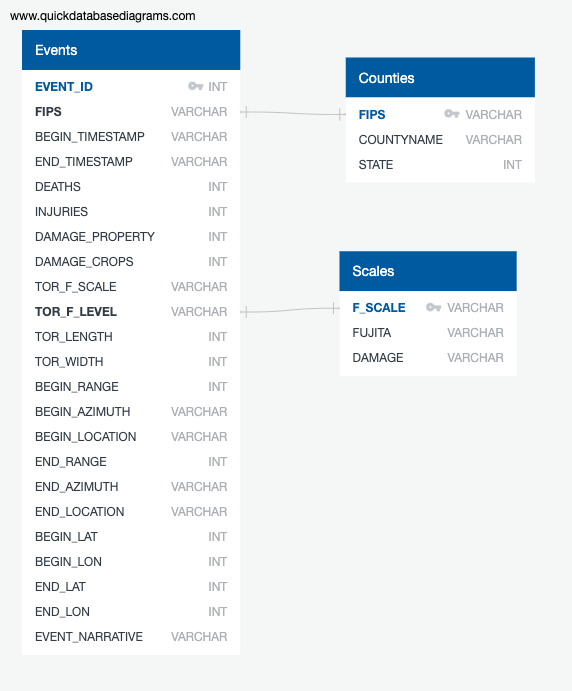 www.quickdatabasediagrams.com
Events
EVENT_ID INT
FIPS VARCHAR
BEGIN_TIMESTAMP VARCHAR
END_TIMESTAMP VARCHAR
DEATHS INT
INJURIES INT
DAMAGE_PROPERTY INT
DAMAGE_CROPS INT
TOR_F_SCALE VARCHAR
TOR_F_LEVEL VARCHAR
TOR_LENGTH INT
TOR_WIDTH INT
BEGIN_RANGE INT
BEGIN_AZIMUTH VARCHAR
BEGIN_LOCATION VARCHAR
END_RANGE INT
END_AZIMUTH VARCHAR
END_LOCATION VARCHAR
BEGIN_LAT INT
BEGIN_LON INT
END_LAT INT
END_LON INT
EVENT_NARRATIVE VARCHAR
Counties
FIPS VARCHAR
COUNTYNAME VARCHAR
STATE INT
Scales
F_SCALE VARCHAR
FUJITA VARCHAR
DAMAGE VARCHAR